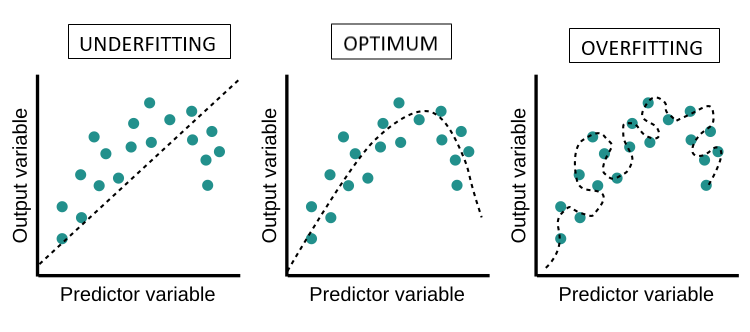 UNDERFITTING
OPTIMUM
OVERFITTING
Output variable
Output variable
Output variable
Predictor variable
Predictor variable
Predictor variable